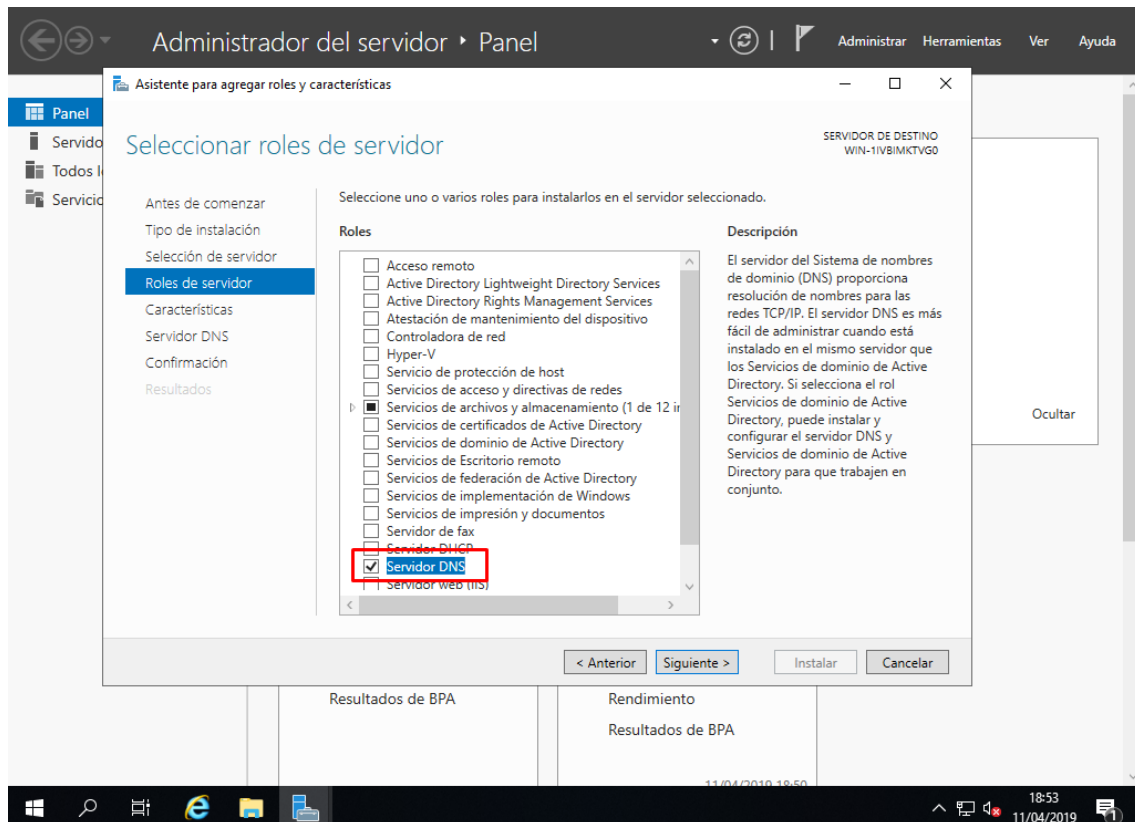 Administrador del servidor ‣ Panel
Administrar Herramientas Ver Ayuda
Asistente para agregar roles y características
Panel
Servido
Todos l
Servicio
Seleccionar roles de servidor
SERVIDOR DE DESTINO
WIN-1IVBIMKTVG0
Antes de comenzar
Tipo de instalación
Selección de servidor
Roles de servidor
Características
Servidor DNS
Confirmación
Resultados
Seleccione uno o varios roles para instalarlos en el servidor seleccionado.
Roles
Acceso remoto
Active Directory Lightweight Directory Services
Active Directory Rights Management Services
Atestación de mantenimiento del dispositivo
Controladora de red
Hyper-V
Servicio de protección de host
Servicios de acceso y directivas de redes
Servicios de archivos y almacenamiento (1 de 12 in
Servicios de certificados de Active Directory
Servicios de dominio de Active Directory
Servicios de Escritorio remoto
Servicios de federación de Active Directory
Servicios de implementación de Windows
Servicios de impresión y documentos
Servidor de fax
Servidor DHCP
Servidor DNS
Servidor web (IIS)
Descripción
El servidor del Sistema de nombres
de dominio (DNS) proporciona
resolución de nombres para las
redes TCP/IP. El servidor DNS es más
fácil de administrar cuando está
instalado en el mismo servidor que
los Servicios de dominio de Active
Directory. Si selecciona el rol
Servicios de dominio de Active
Directory, puede instalar y
configurar el servidor DNS y
Servicios de dominio de Active
Directory para que trabajen en
conjunto.
Ocultar
< Anterior
Siguiente >
Instalar
Cancelar
Resultados de BPA
Rendimiento
Resultados de BPA
11/04/2019 18:50
18:53
11/04/2019
1